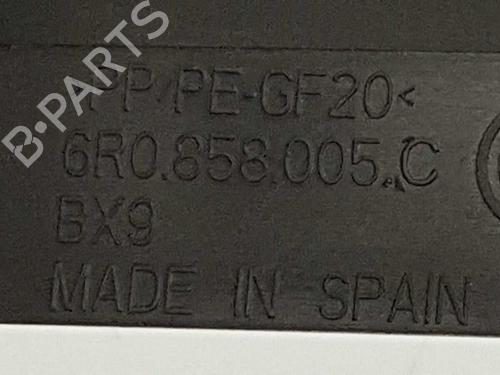 B-PARTS
PP/PE-GF20<
6R0.858.005.C
BX9
MADE IN SPAIN